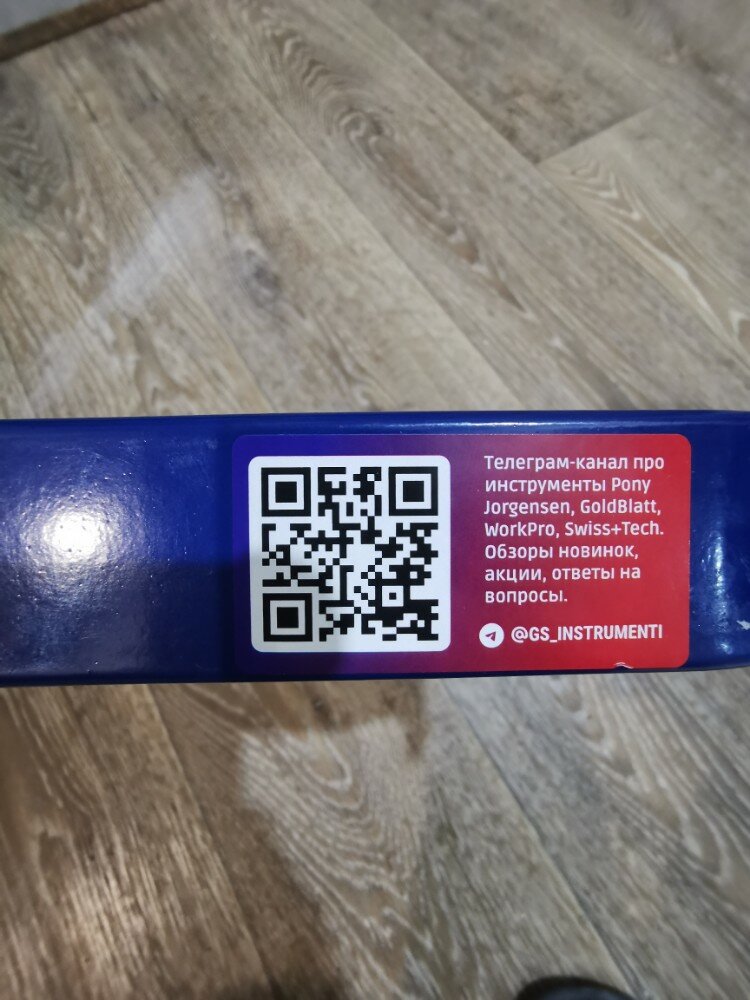 Телеграм-канал про
инструменты Pony
Jorgensen, GoldBlatt,
WorkPro, Swiss+Tech.
Обзоры новинок,
акции, ответы на
вопросы.
@GS_INSTRUMENTI